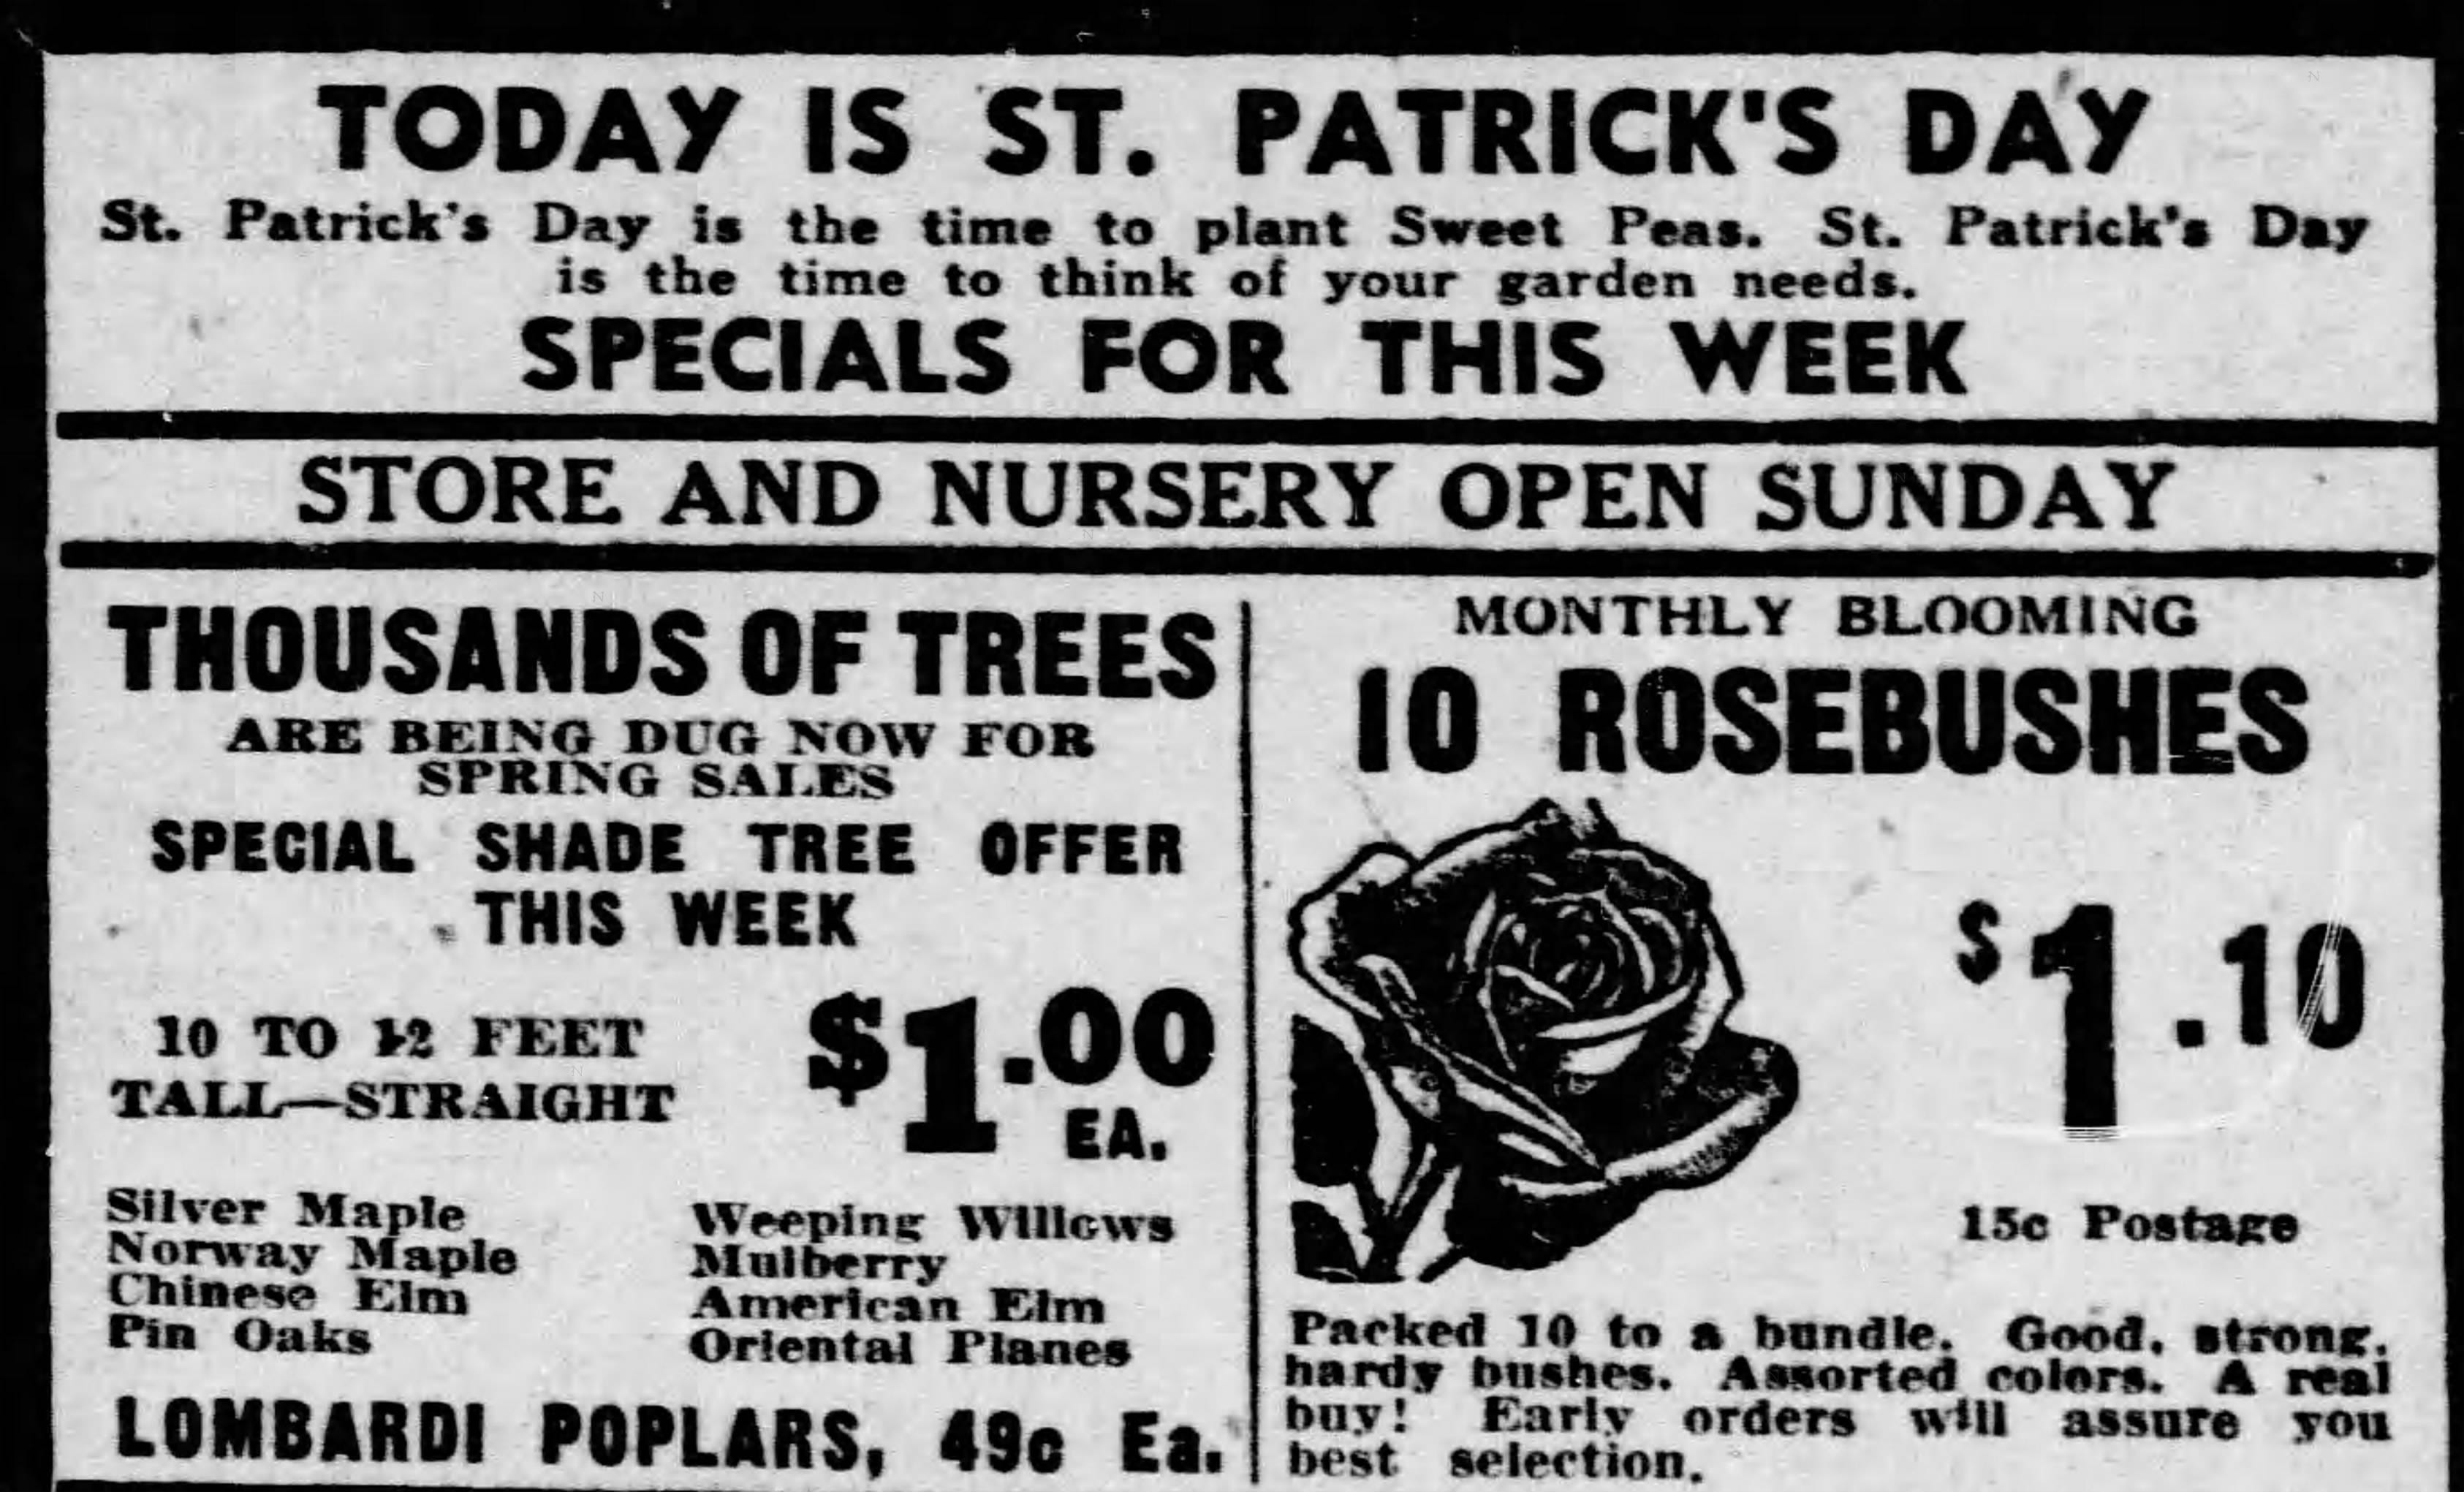 TODAY IS ST. PATRICK'S DAY
St. Patrick's Day is the time to plant Sweet Peas. St. Patrick's Day
is the time to think of your garden needs.
SPECIALS FOR THIS WEEK
STORE AND NURSERY OPEN SUNDAY
THOUSANDS OF TREES
ARE BEING DUG NOW FOR
SPRING SALES
SPECIAL SHADE TREE OFFER
THIS WEEK
10 TO 12 FEET
TALL—STRAIGHT
$1.00
EA.
Silver Maple
Norway Maple
Chinese Elm
Pin Oaks
Weeping Willows
Mulberry
American Elm
Oriental Planes
LOMBARDI POPLARS, 49c Ea.
MONTHLY BLOOMING
10 ROSEBUSHES
$1.10
15c Postage
Packed 10 to a bundle. Good, strong,
hardy bushes. Assorted colors. A real
buy! Early orders will assure you
best selection.